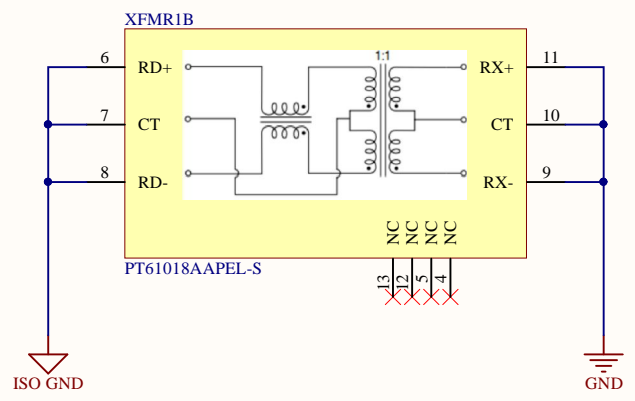 XFMR1B
1:1
6 RD+ RX+ 11
7 CT CT 10
8 RD- RX- 9
NC NC NC NC
13 12 5 4
PT61018AAPEL-S
ISO GND GND